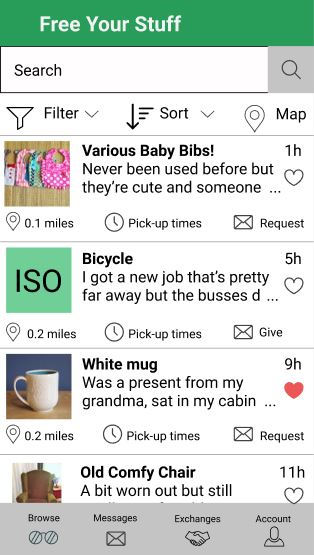 Free Your Stuff
Search
Filter Sort Map
Various Baby Bibs! 1h
Never been used before but
they're cute and someone ...
0.1 miles Pick-up times Request
ISO
Bicycle 5h
I got a new job that's pretty
far away but the busses d ...
0.2 miles Pick-up times Give
White mug 9h
Was a present from my
grandma, sat in my cabin ...
0.2 miles Pick-up times Request
Old Comfy Chair 11h
A bit worn out but still
Browse Messages Exchanges Account